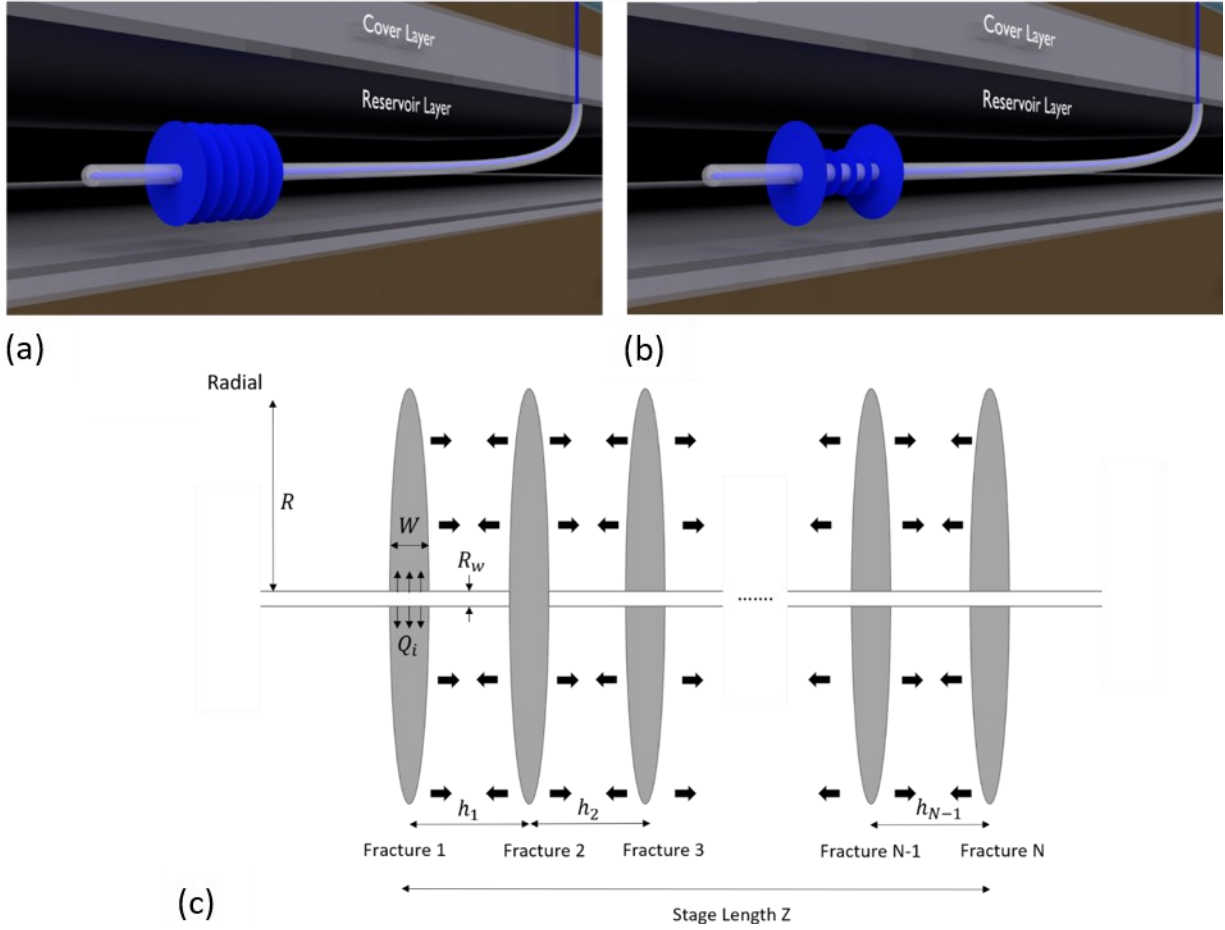 Cover Layer
Reservoir Layer
Cover Layer
Reservoir Layer
(a)
(b)
Radial
R
W
R_w
Q_i
.......
h_1
h_2
h_{N-1}
Fracture 1
Fracture 2
Fracture 3
Fracture N-1
Fracture N
(c)
Stage Length Z